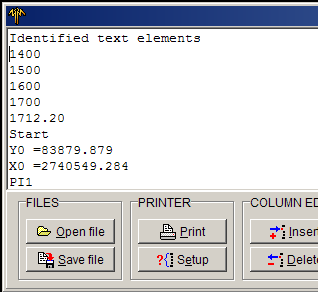 Identified text elements
1400
1500
1600
1700
1712.20
Start
Y0 =83879.879
X0 =2740549.284
PI1
FILES PRINTER COLUMN ED
Open file Print Inser
Save file Setup Delete